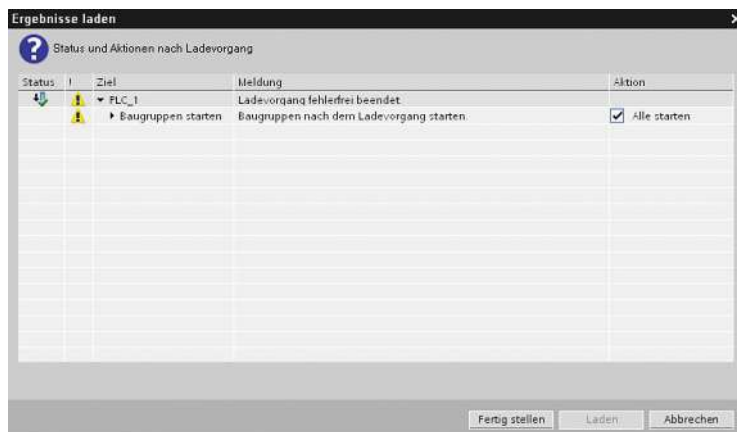 Ergebnisse laden
Status und Aktionen nach Ladevorgang
Status ! Ziel Meldung Aktion
PLC_1 Ladevorgang fehlerfrei beendet.
Baugruppen starten Baugruppen nach dem Ladevorgang starten. Alle starten
Fertig stellen Laden Abbrechen